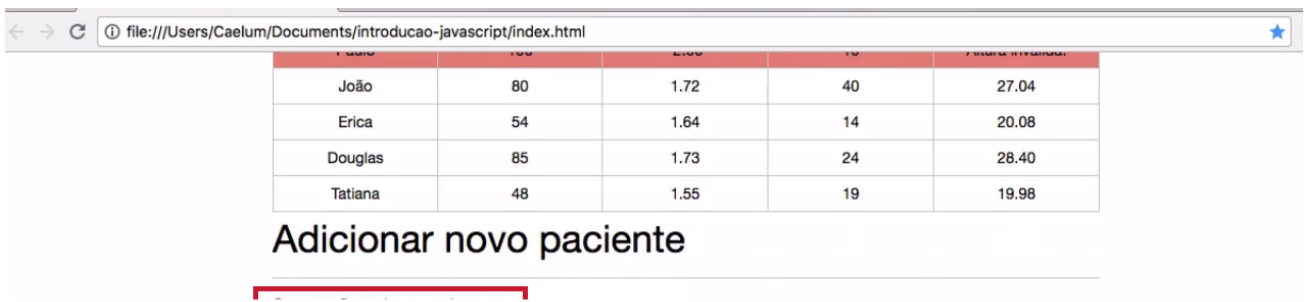 file:///Users/Caelum/Documents/introducao-javascript/index.html
João 80 1.72 40 27.04
Erica 54 1.64 14 20.08
Douglas 85 1.73 24 28.40
Tatiana 48 1.55 19 19.98
Adicionar novo paciente